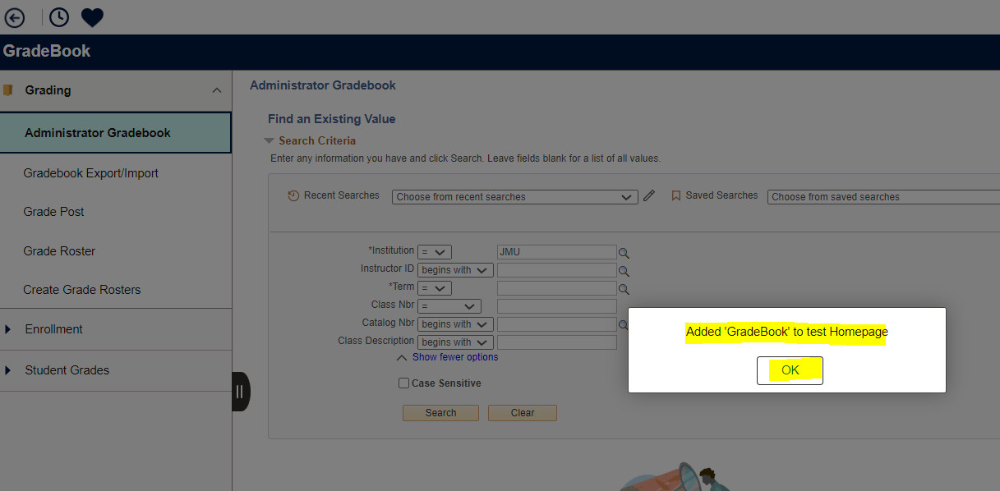 GradeBook
Grading
Administrator Gradebook
Gradebook Export/Import
Grade Post
Grade Roster
Create Grade Rosters
Enrollment
Student Grades
Administrator Gradebook
Find an Existing Value
Search Criteria
Enter any information you have and click Search. Leave fields blank for a list of all values.
Recent Searches Choose from recent searches Saved Searches Choose from saved searches
*Institution = JMU
Instructor ID begins with
*Term =
Class Nbr =
Catalog Nbr begins with
Class Description begins with
Show fewer options
Case Sensitive
Search Clear
Added 'GradeBook' to test Homepage
OK